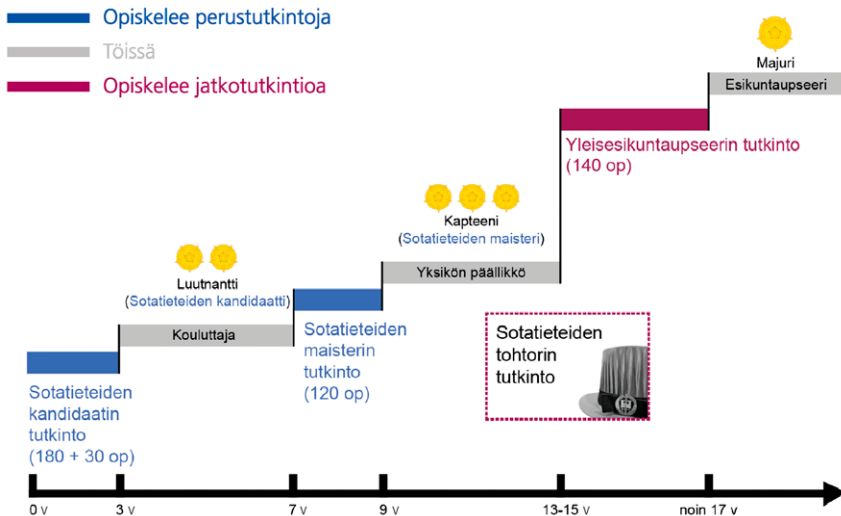 Opiskelee perustutkintoja
Töissä
Opiskelee jatkotutkintioa
Majuri
Esikuntaupseeri
Yleisesikuntaupseerin tutkinto
(140 op)
Kapteeni
(Sotatieteiden maisteri)
Yksikön päällikkö
Luutnantti
(Sotatieteiden kandidaatti)
Kouluttaja
Sotatieteiden
maisterin
tutkinto
(120 op)
Sotatieteiden
tohtorin
tutkinto
Sotatieteiden
kandidaatin
tutkinto
(180 + 30 op)
0 v 3 v 7 v 9 v 13-15 v noin 17 v